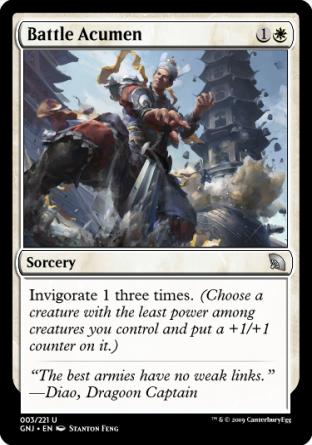 Battle Acumen 1
Sorcery
Invigorate 1 three times. (Choose a
creature with the least power among
creatures you control and put a +1/+1
counter on it.)
“The best armies have no weak links.”
—Diao, Dragoon Captain
003/221 U
GNJ • EN Stanton Feng
™ & © 2019 CanterburyEgg